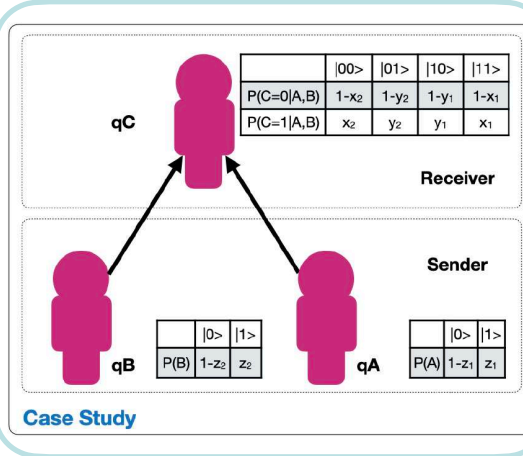 |00> |01> |10> |11>
P(C=0|A,B) 1-x₂ 1-y₂ 1-y₁ 1-x₁
P(C=1|A,B) x₂ y₂ y₁ x₁
qC
Receiver
Sender
|0> |1>
P(B) 1-z₂ z₂
qB
|0> |1>
P(A) 1-z₁ z₁
qA
Case Study